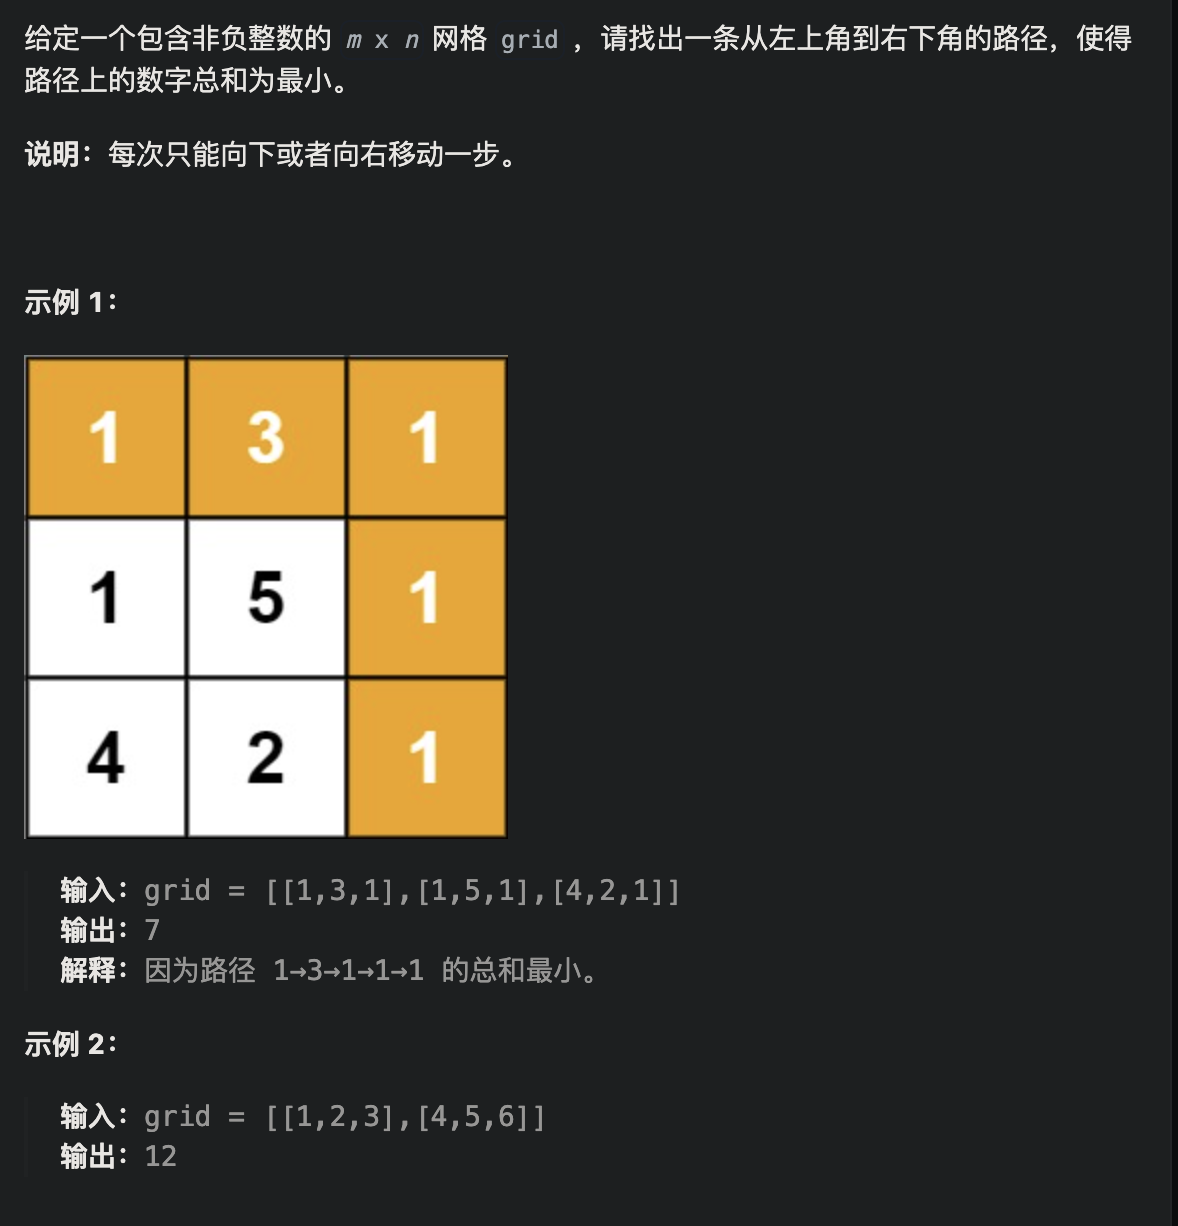 给定一个包含非负整数的 m x n 网格 grid ，请找出一条从左上角到右下角的路径，使得
路径上的数字总和为最小。
说明：每次只能向下或者向右移动一步。
示例 1：
1 3 1
1 5 1
4 2 1
输入：grid = [[1,3,1],[1,5,1],[4,2,1]]
输出：7
解释：因为路径 1→3→1→1→1 的总和最小。
示例 2：
输入：grid = [[1,2,3],[4,5,6]]
输出：12